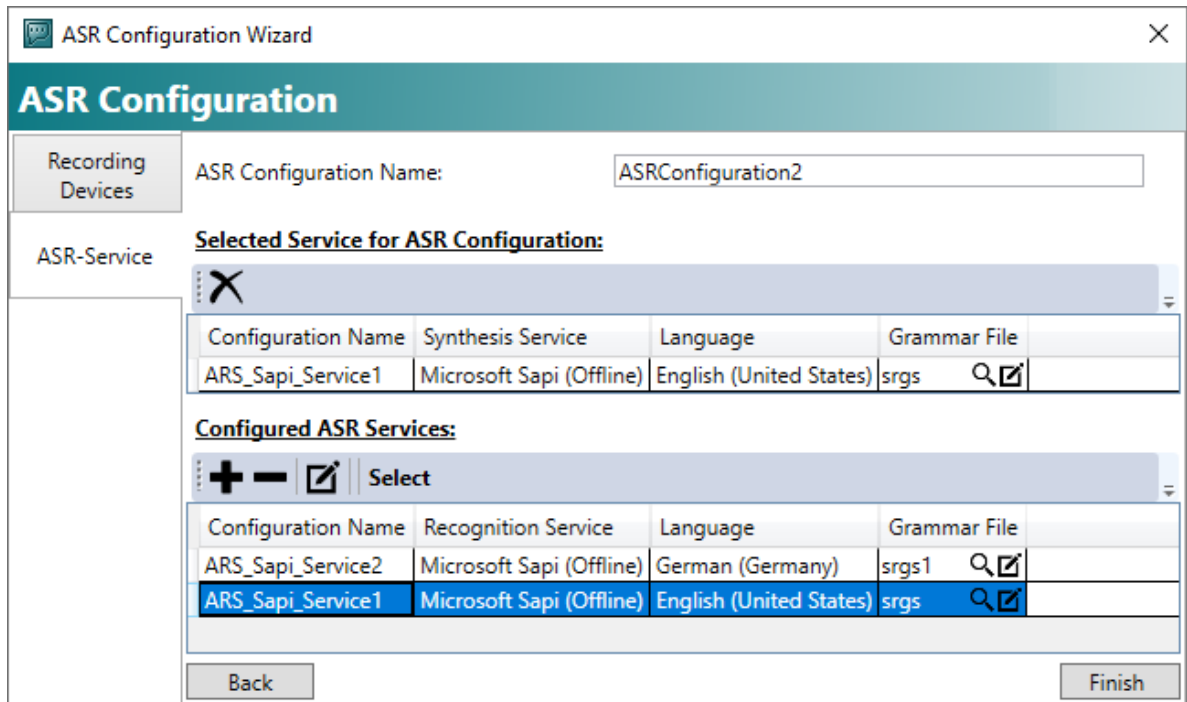 ASR Configuration Wizard
ASR Configuration
Recording
Devices
ASR-Service
ASR Configuration Name: ASRConfiguration2
Selected Service for ASR Configuration:
Configuration Name Synthesis Service Language Grammar File
ARS_Sapi_Service1 Microsoft Sapi (Offline) English (United States) srgs
Configured ASR Services:
Select
Configuration Name Recognition Service Language Grammar File
ARS_Sapi_Service2 Microsoft Sapi (Offline) German (Germany) srgs1
ARS_Sapi_Service1 Microsoft Sapi (Offline) English (United States) srgs
Back Finish